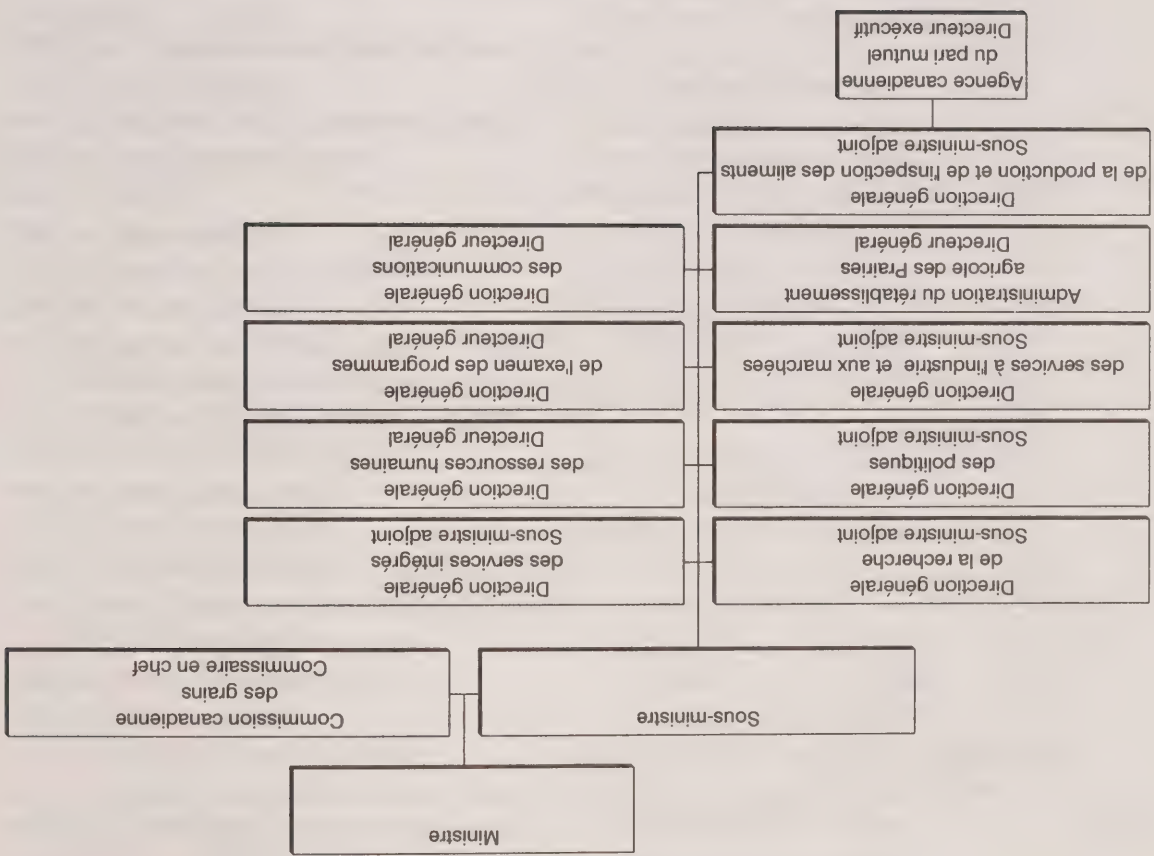 Ministre
Sous-ministre
Commission canadienne
des grains
Commissaire en chef
Direction générale
de la recherche
Sous-ministre adjoint
Direction générale
des services intégrés
Sous-ministre adjoint
Direction générale
des politiques
Sous-ministre adjoint
Direction générale
des ressources humaines
Directeur général
Direction générale
des services à l'industrie et aux marchées
Sous-ministre adjoint
Direction générale
de l'examen des programmes
Directeur général
Administration du rétablissement
agricole des Prairies
Directeur général
Direction générale
des communications
Directeur général
Direction générale
de la production et de l'inspection des aliments
Sous-ministre adjoint
Agence canadienne
du pari mutuel
Directeur exécutif